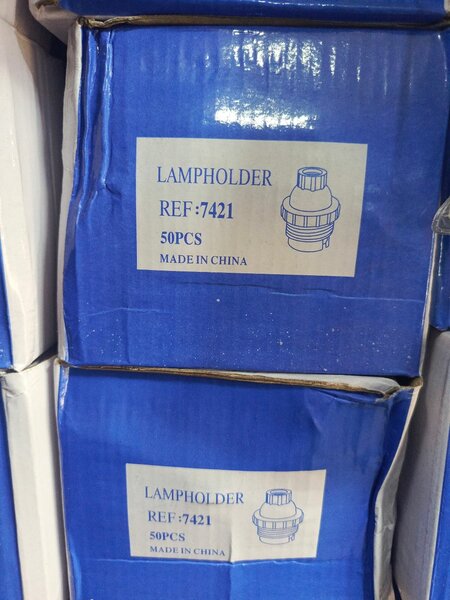 LAMPHOLDER
REF:7421
50PCS
MADE IN CHINA
LAMPHOLDER
REF:7421
50PCS
MADE IN CHINA